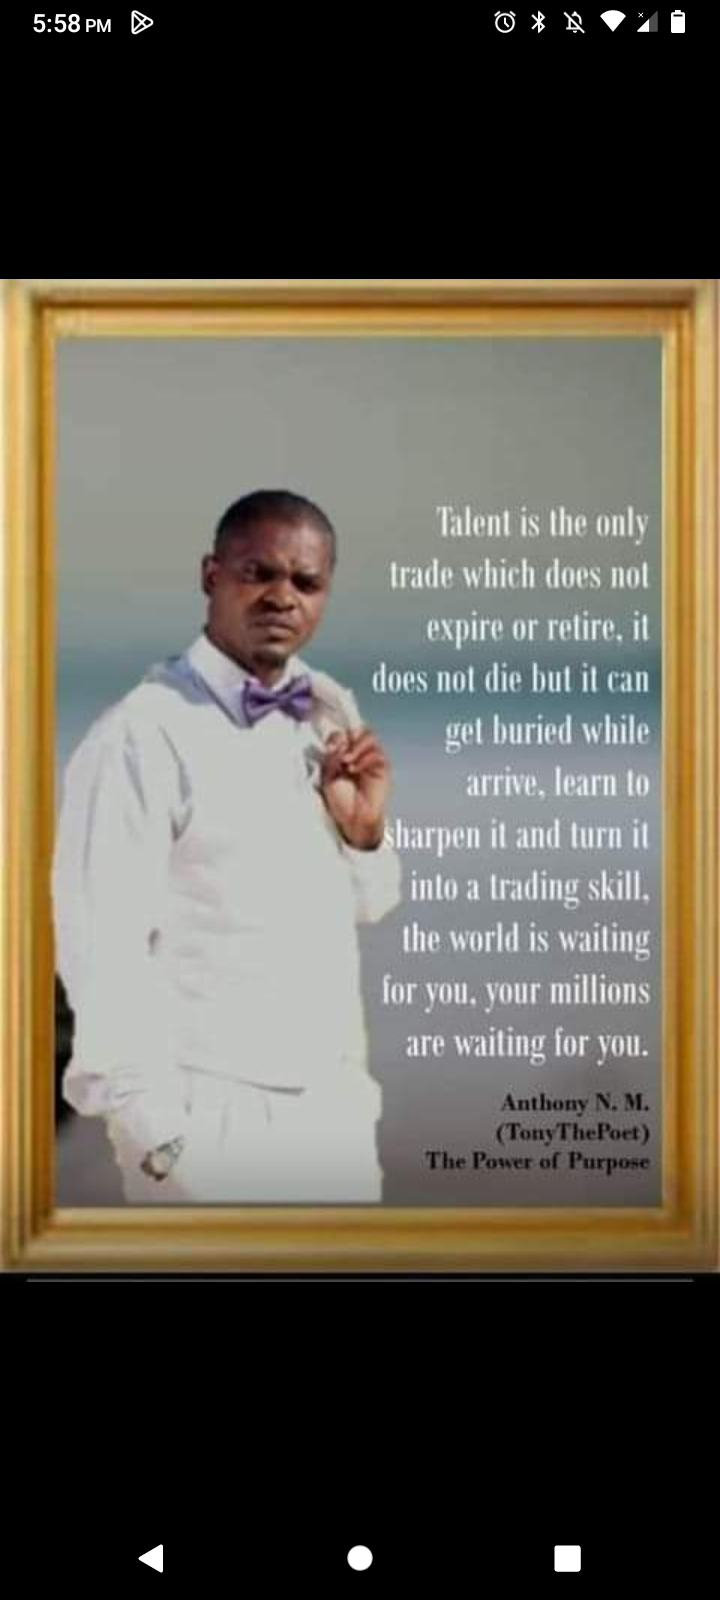 5:58 PM
Talent is the only
trade which does not
expire or retire, it
does not die but it can
get buried while
arrive, learn to
sharpen it and turn it
into a trading skill,
the world is waiting
for you, your millions
are waiting for you.
Anthony N. M.
(TonyThePoet)
The Power of Purpose